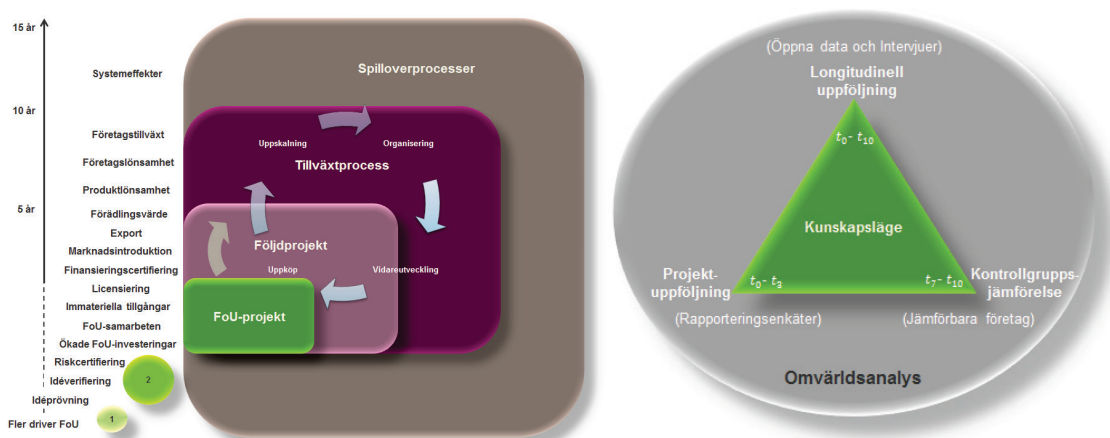 15 år
Systemeffekter
10 år
Företagstillväxt
Företagslönsamhet
Produktlönsamhet
5 år
Förädlingsvärde
Export
Marknadsintroduktion
Finansieringscertifiering
Licensiering
Immateriella tillgångar
FoU-samarbeten
Ökade FoU-investeringar
Riskcertifiering
Idéverifiering
2
Idéprövning
Fler driver FoU
1
Spilloverprocesser
Uppskalning
Organisering
Tillväxtprocess
Följdprojekt
Uppköp
Vidareutveckling
FoU-projekt
(Öppna data och Intervjuer)
Longitudinell
uppföljning
t0- t10
Kunskapsläge
Projekt-
uppföljning
t0- t3
(Rapporteringsenkäter)
t7- t10
Kontrollgrupps-
jämförelse
(Jämförbara företag)
Omvärldsanalys